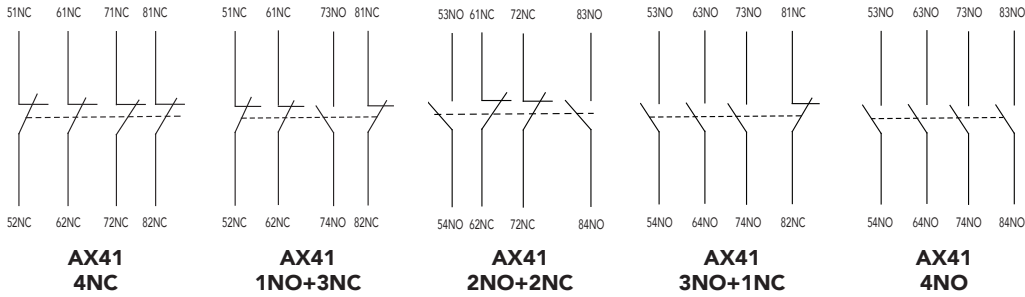 51NC 61NC 71NC 81NC
52NC 62NC 72NC 82NC
AX41
4NC
51NC 61NC 73NO 81NC
52NC 62NC 74NO 82NC
AX41
1NO+3NC
53NO 61NC 72NC 83NO
54NO 62NC 72NC 84NO
AX41
2NO+2NC
53NO 63NO 73NO 81NC
54NO 64NO 74NO 82NC
AX41
3NO+1NC
53NO 63NO 73NO 83NO
54NO 64NO 74NO 84NO
AX41
4NO